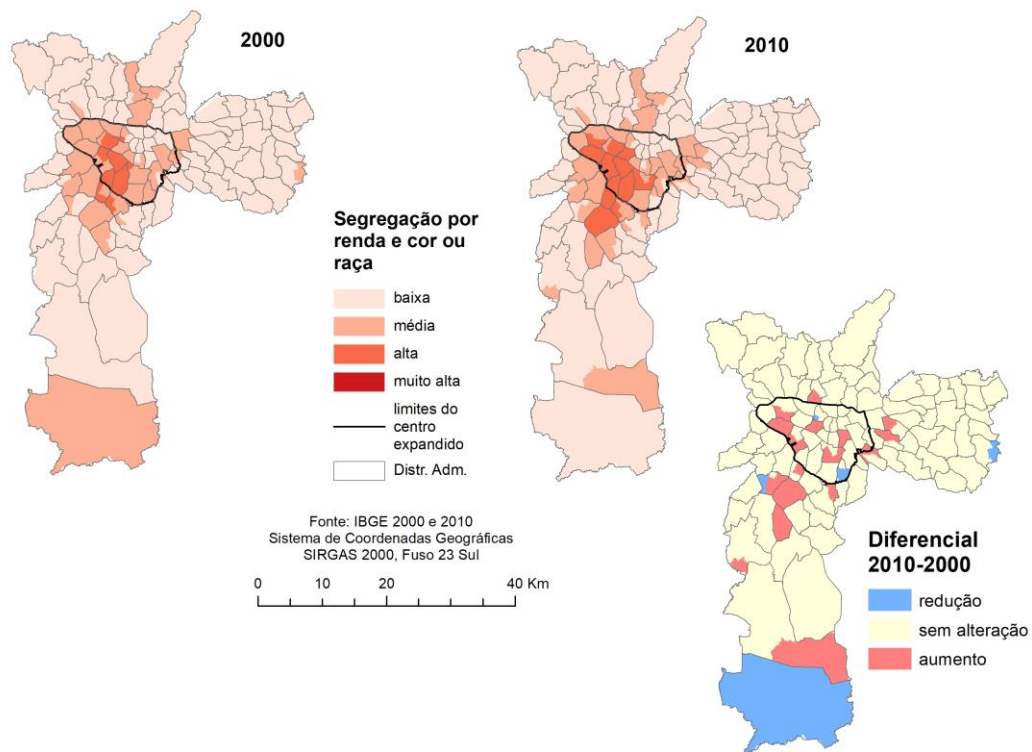 2000
2010
Segregação por
renda e cor ou
raça
baixa
média
alta
muito alta
limites do
centro
expandido
Distr. Adm.
Fonte: IBGE 2000 e 2010
Sistema de Coordenadas Geográficas
SIRGAS 2000, Fuso 23 Sul
0 10 20 40 Km
Diferencial
2010-2000
redução
sem alteração
aumento